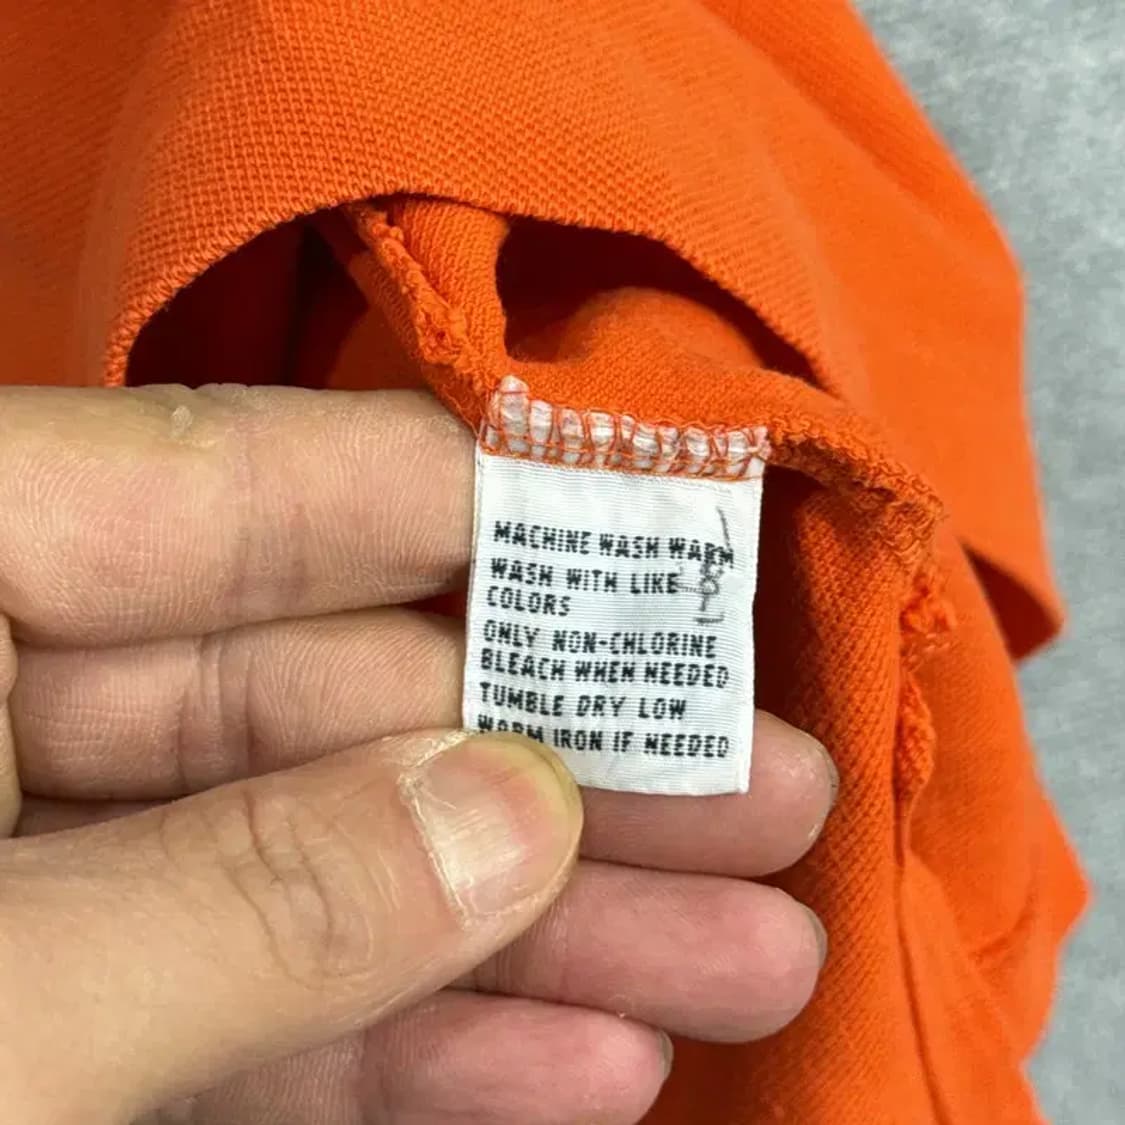 MACHINE WASH WARM
WASH WITH LIKE
COLORS
ONLY NON-CHLORINE
BLEACH WHEN NEEDED
TUMBLE DRY LOW
WARM IRON IF NEEDED